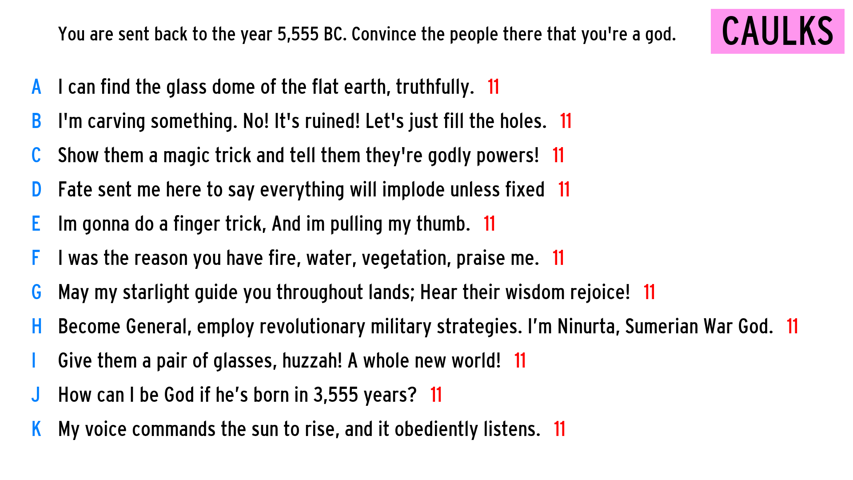 You are sent back to the year 5,555 BC. Convince the people there that you're a god.
CAULKS
A I can find the glass dome of the flat earth, truthfully. 11
B I'm carving something. No! It's ruined! Let's just fill the holes. 11
C Show them a magic trick and tell them they're godly powers! 11
D Fate sent me here to say everything will implode unless fixed 11
E Im gonna do a finger trick, And im pulling my thumb. 11
F I was the reason you have fire, water, vegetation, praise me. 11
G May my starlight guide you throughout lands; Hear their wisdom rejoice! 11
H Become General, employ revolutionary military strategies. I'm Ninurta, Sumerian War God. 11
I Give them a pair of glasses, huzzah! A whole new world! 11
J How can I be God if he's born in 3,555 years? 11
K My voice commands the sun to rise, and it obediently listens. 11